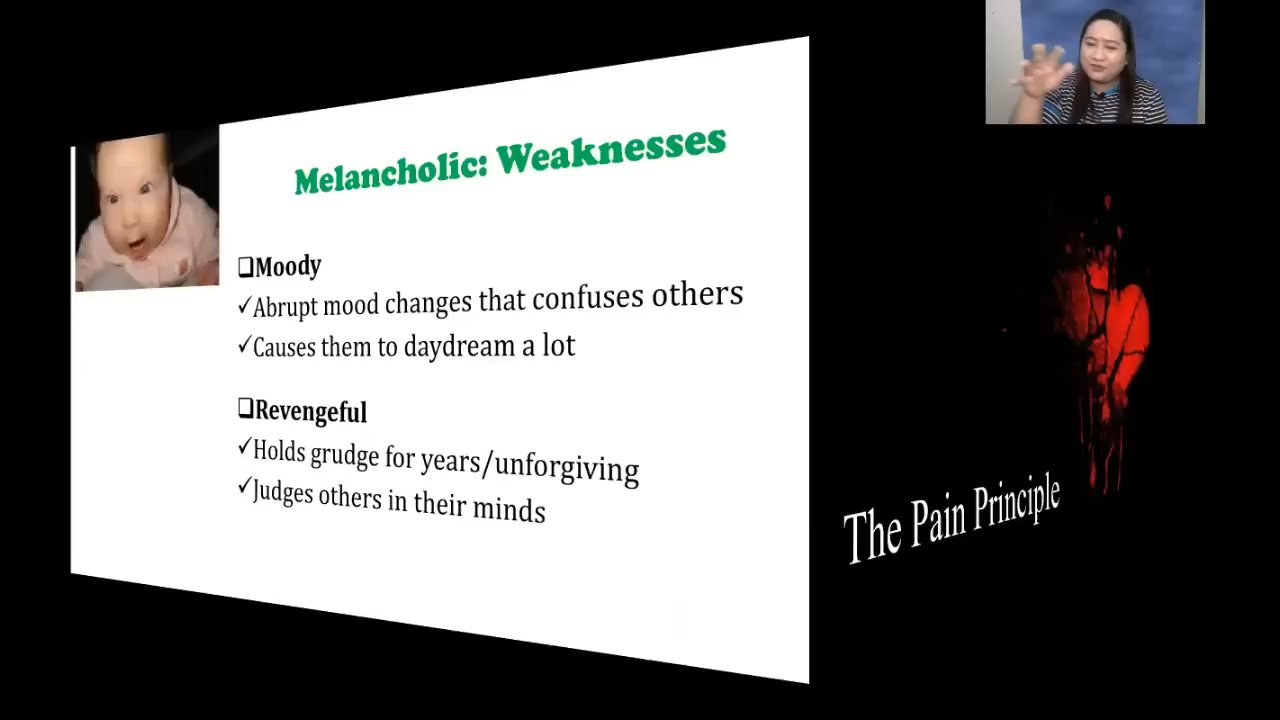 Melancholic: Weaknesses
❑Moody
✓Abrupt mood changes that confuses others
✓Causes them to daydream a lot
❑Revengeful
✓Holds grudge for years/unforgiving
✓Judges others in their minds
The Pain Principle